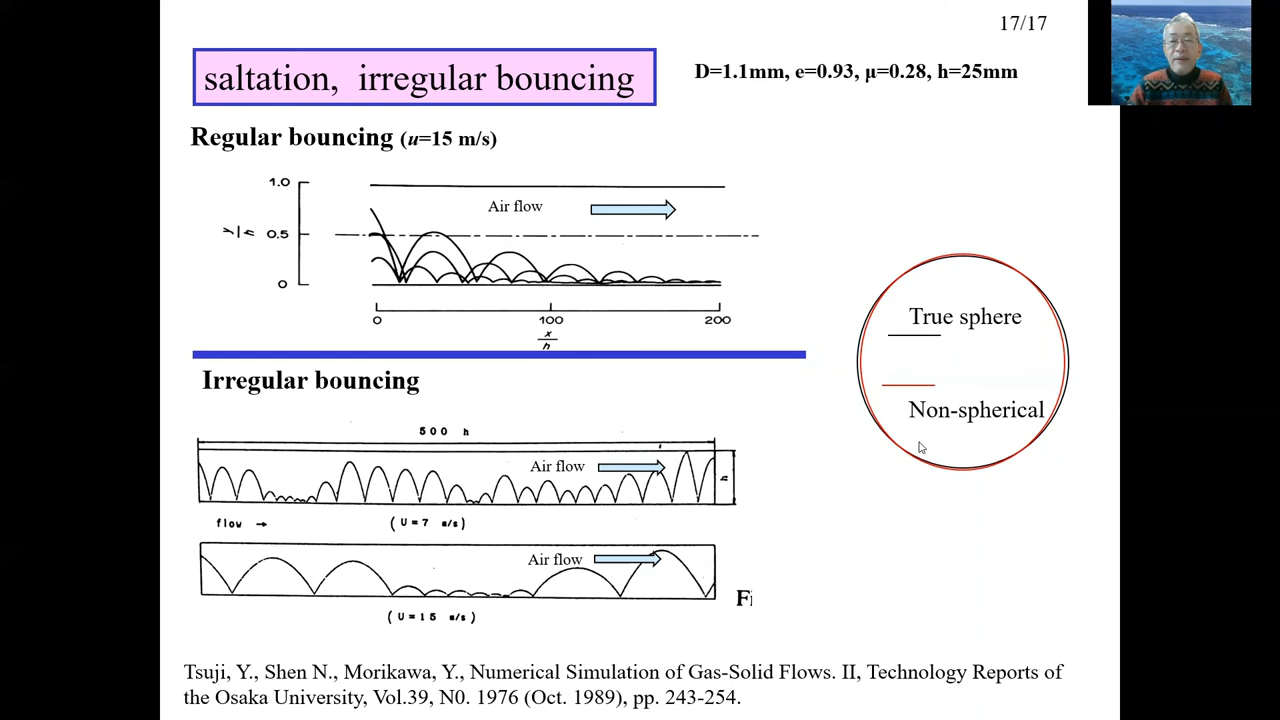 17/17
saltation, irregular bouncing
D=1.1mm, e=0.93, μ=0.28, h=25mm
Regular bouncing (u=15 m/s)
1.0
Air flow
y/h
0.5
0
0
100
200
x/h
True sphere
Non-spherical
Irregular bouncing
500 h
Air flow
h
flow →
( U = 7 m/s )
Air flow
( U = 15 m/s )
Fi
Tsuji, Y., Shen N., Morikawa, Y., Numerical Simulation of Gas-Solid Flows. II, Technology Reports of
the Osaka University, Vol.39, N0. 1976 (Oct. 1989), pp. 243-254.